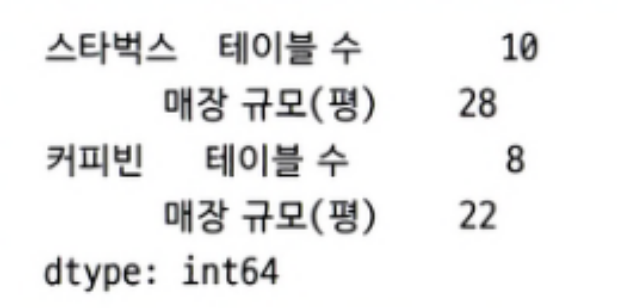 스타벅스 테이블 수 10
매장 규모(평) 28
커피빈 테이블 수 8
매장 규모(평) 22
dtype: int64